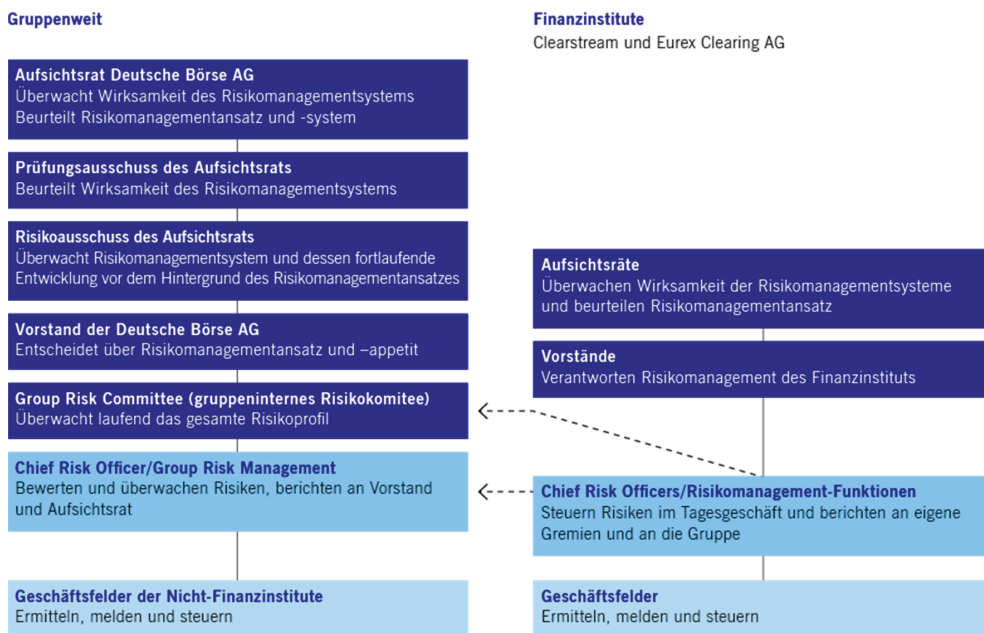 Gruppenweit
Aufsichtsrat Deutsche Börse AG
Überwacht Wirksamkeit des Risikomanagementsystems
Beurteilt Risikomanagementansatz und -system
Prüfungsausschuss des Aufsichtsrats
Beurteilt Wirksamkeit des Risikomanagementsystems
Risikoausschuss des Aufsichtsrats
Überwacht Risikomanagementsystem und dessen fortlaufende
Entwicklung vor dem Hintergrund des Risikomanagementansatzes
Vorstand der Deutsche Börse AG
Entscheidet über Risikomanagementansatz und –appetit
Group Risk Committee (gruppeninternes Risikokomitee)
Überwacht laufend das gesamte Risikoprofil
Chief Risk Officer/Group Risk Management
Bewerten und überwachen Risiken, berichten an Vorstand
und Aufsichtsrat
Geschäftsfelder der Nicht-Finanzinstitute
Ermitteln, melden und steuern
Finanzinstitute
Clearstream und Eurex Clearing AG
Aufsichtsräte
Überwachen Wirksamkeit der Risikomanagementsysteme
und beurteilen Risikomanagementansatz
Vorstände
Verantworten Risikomanagement des Finanzinstituts
Chief Risk Officers/Risikomanagement-Funktionen
Steuern Risiken im Tagesgeschäft und berichten an eigene
Gremien und an die Gruppe
Geschäftsfelder
Ermitteln, melden und steuern